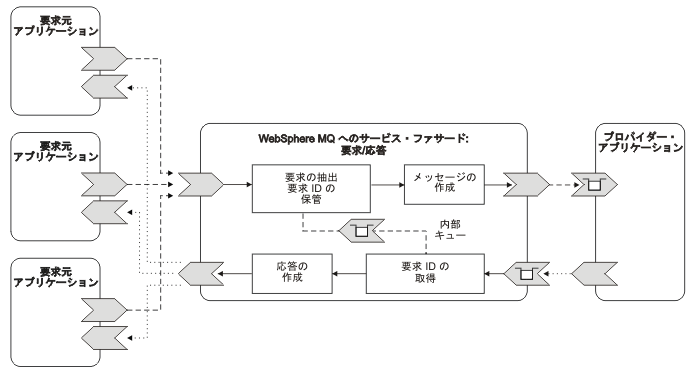 要求元
アプリケーション
要求元
アプリケーション
要求元
アプリケーション
WebSphere MQ へのサービス・ファサード:
要求/応答
要求の抽出
要求 ID の
保管
メッセージの
作成
内部
キュー
応答の
作成
要求 ID の
取得
プロバイダー・
アプリケーション